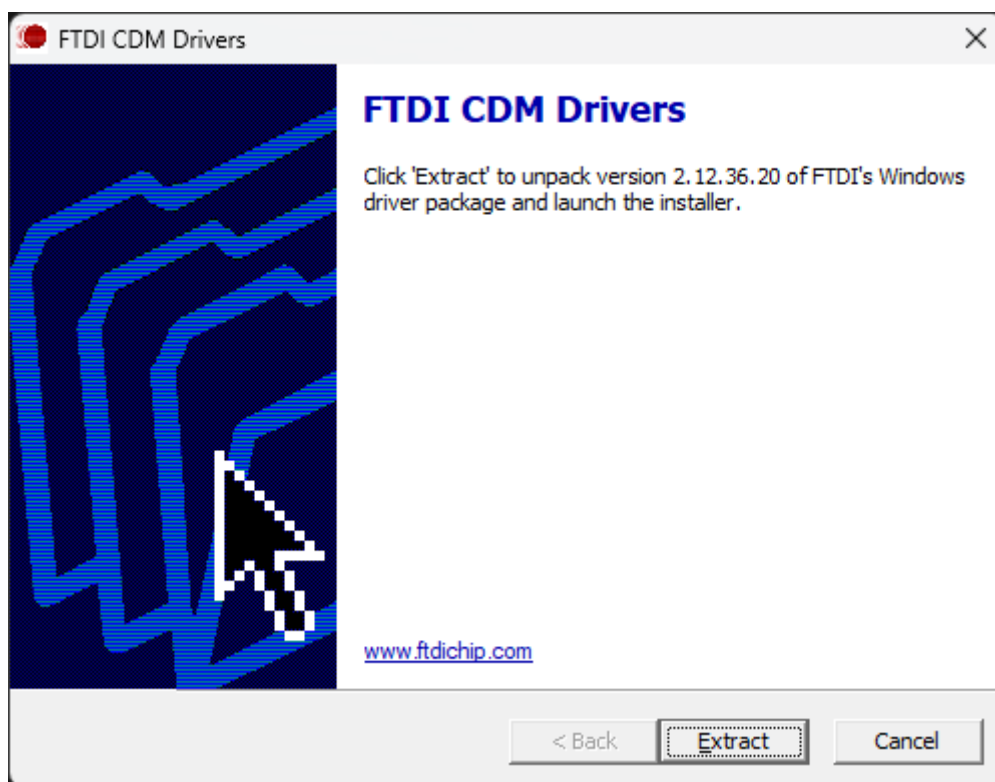 FTDI CDM Drivers
FTDI CDM Drivers
Click 'Extract' to unpack version 2.12.36.20 of FTDI's Windows
driver package and launch the installer.
www.ftdichip.com
< Back
Extract
Cancel